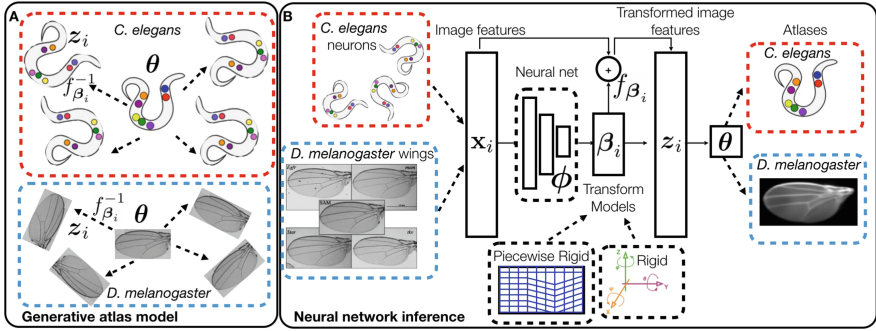 A
C. elegans
z_i
θ
f^{-1}_{β_i}
f^{-1}_{β_i}
θ
z_i
D. melanogaster
Generative atlas model
B
C. elegans
neurons
Image features
Transformed image
features
Atlases
C. elegans
Neural net
+
f_{β_i}
D. melanogaster wings
x_i
ϕ
β_i
z_i
θ
D. melanogaster
SAM
Transform
Models
Piecewise Rigid
Rigid
Z
Y
X
Neural network inference